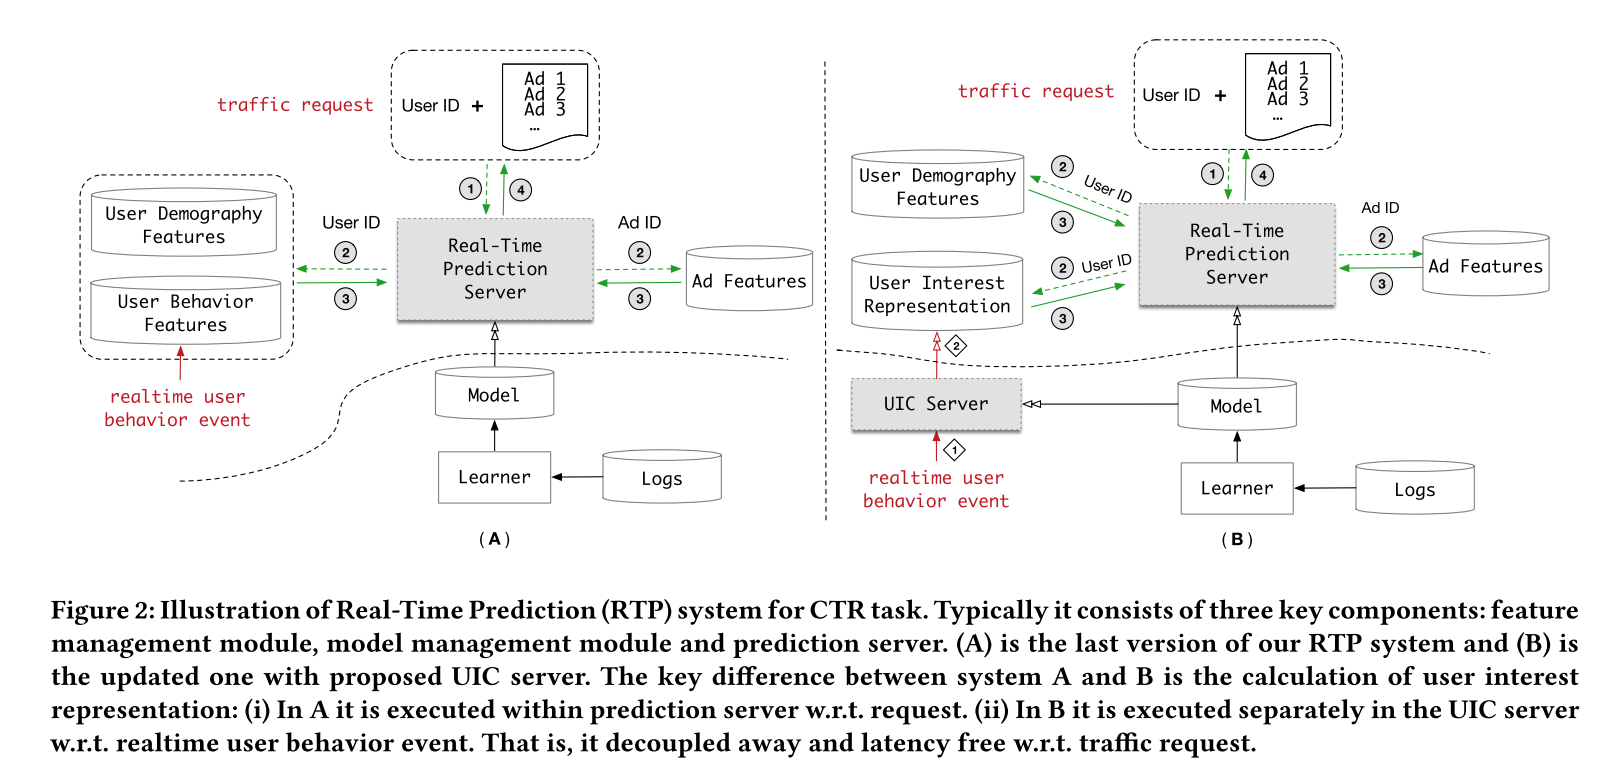 traffic request
User ID +
Ad 1
Ad 2
Ad 3
...
1
4
User Demography
Features
User Behavior
Features
User ID
2
3
Real-Time
Prediction
Server
Ad ID
2
3
Ad Features
realtime user
behavior event
Model
Learner
Logs
(A)
traffic request
User ID +
Ad 1
Ad 2
Ad 3
...
1
4
User Demography
Features
2
User ID
3
User Interest
Representation
2
User ID
3
Real-Time
Prediction
Server
Ad ID
2
3
Ad Features
2
UIC Server
1
realtime user
behavior event
Model
Learner
Logs
(B)
Figure 2: Illustration of Real-Time Prediction (RTP) system for CTR task. Typically it consists of three key components: feature
management module, model management module and prediction server. (A) is the last version of our RTP system and (B) is
the updated one with proposed UIC server. The key difference between system A and B is the calculation of user interest
representation: (i) In A it is executed within prediction server w.r.t. request. (ii) In B it is executed separately in the UIC server
w.r.t. realtime user behavior event. That is, it decoupled away and latency free w.r.t. traffic request.